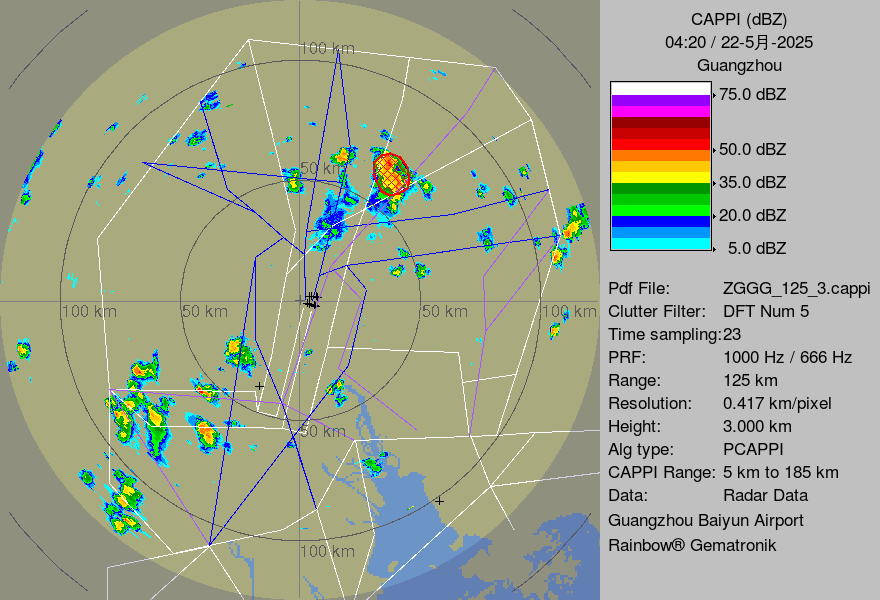 CAPPI (dBZ)
04:20 / 22-5月-2025
Guangzhou
75.0 dBZ
50.0 dBZ
35.0 dBZ
20.0 dBZ
5.0 dBZ
Pdf File: ZGGG_125_3.cappi
Clutter Filter: DFT Num 5
Time sampling:23
PRF: 1000 Hz / 666 Hz
Range: 125 km
Resolution: 0.417 km/pixel
Height: 3.000 km
Alg type: PCAPPI
CAPPI Range: 5 km to 185 km
Data: Radar Data
Guangzhou Baiyun Airport
Rainbow® Gematronik
100 km
50 km
100 km 50 km 50 km 100 km
50 km
100 km